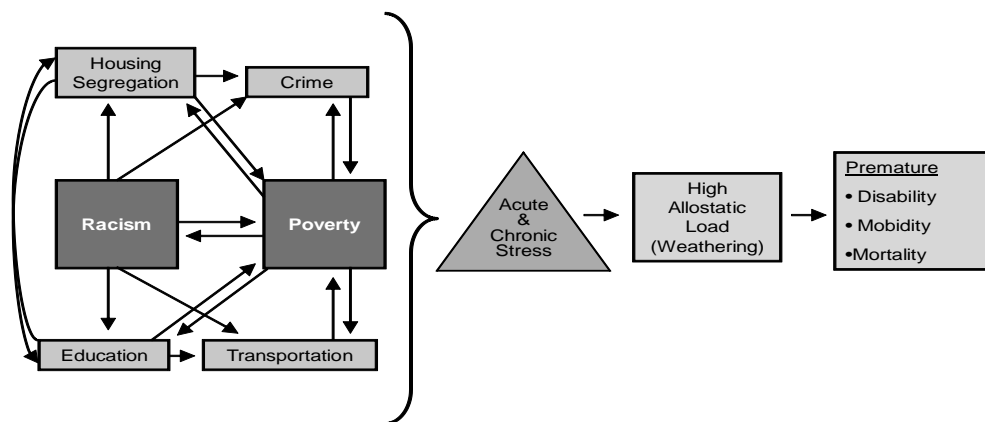 Housing
Segregation
Crime
Racism
Poverty
Education
Transportation
Acute
&
Chronic
Stress
High
Allostatic
Load
(Weathering)
Premature
• Disability
• Mobidity
•Mortality